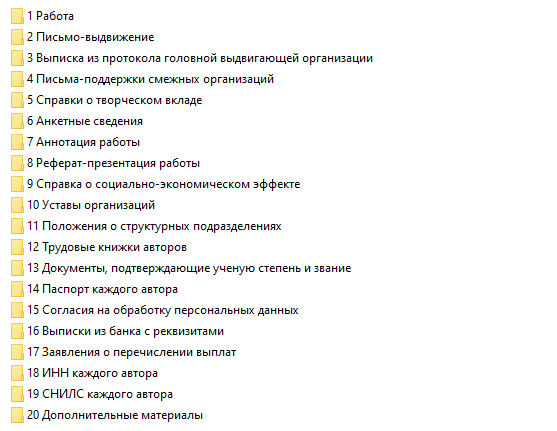 1 Работа
2 Письмо-выдвижение
3 Выписка из протокола головной выдвигающей организации
4 Письма-поддержки смежных организаций
5 Справки о творческом вкладе
6 Анкетные сведения
7 Аннотация работы
8 Реферат-презентация работы
9 Справка о социально-экономическом эффекте
10 Уставы организаций
11 Положения о структурных подразделениях
12 Трудовые книжки авторов
13 Документы, подтверждающие ученую степень и звание
14 Паспорт каждого автора
15 Согласия на обработку персональных данных
16 Выписки из банка с реквизитами
17 Заявления о перечислении выплат
18 ИНН каждого автора
19 СНИЛС каждого автора
20 Дополнительные материалы